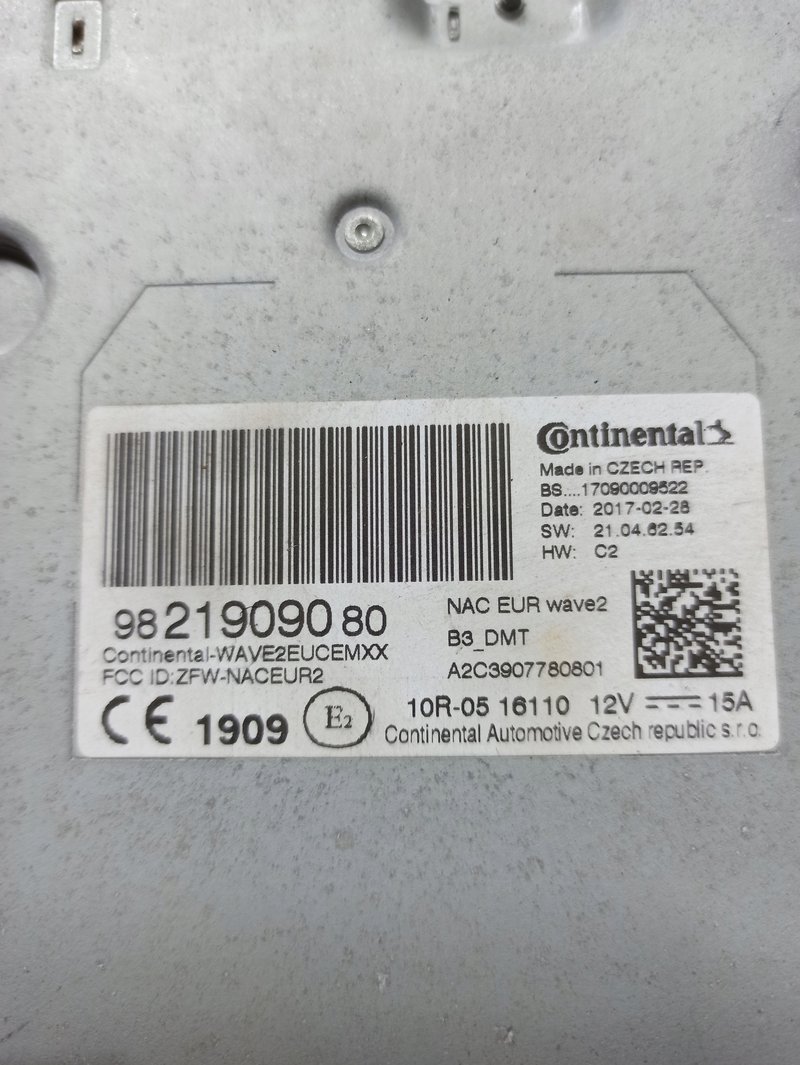 Continental
Made in CZECH REP.
BS....17090009522
Date: 2017-02-28
SW: 21.04.62.54
HW: C2
98 219090 80
Continental-WAVE2EUCEMXX
FCC ID:ZFW-NACEUR2
NAC EUR wave2
B3_DMT
A2C3907780801
CE 1909 E2
10R-05 16110 12V 15A
Continental Automotive Czech republic s.r.o.